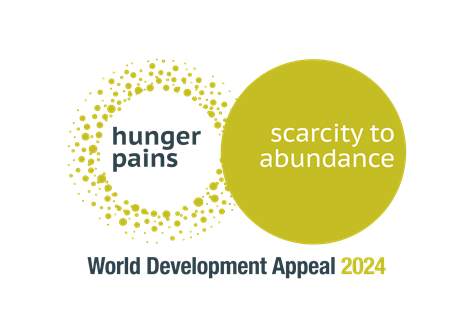 hunger
pains
scarcity to
abundance
World Development Appeal 2024